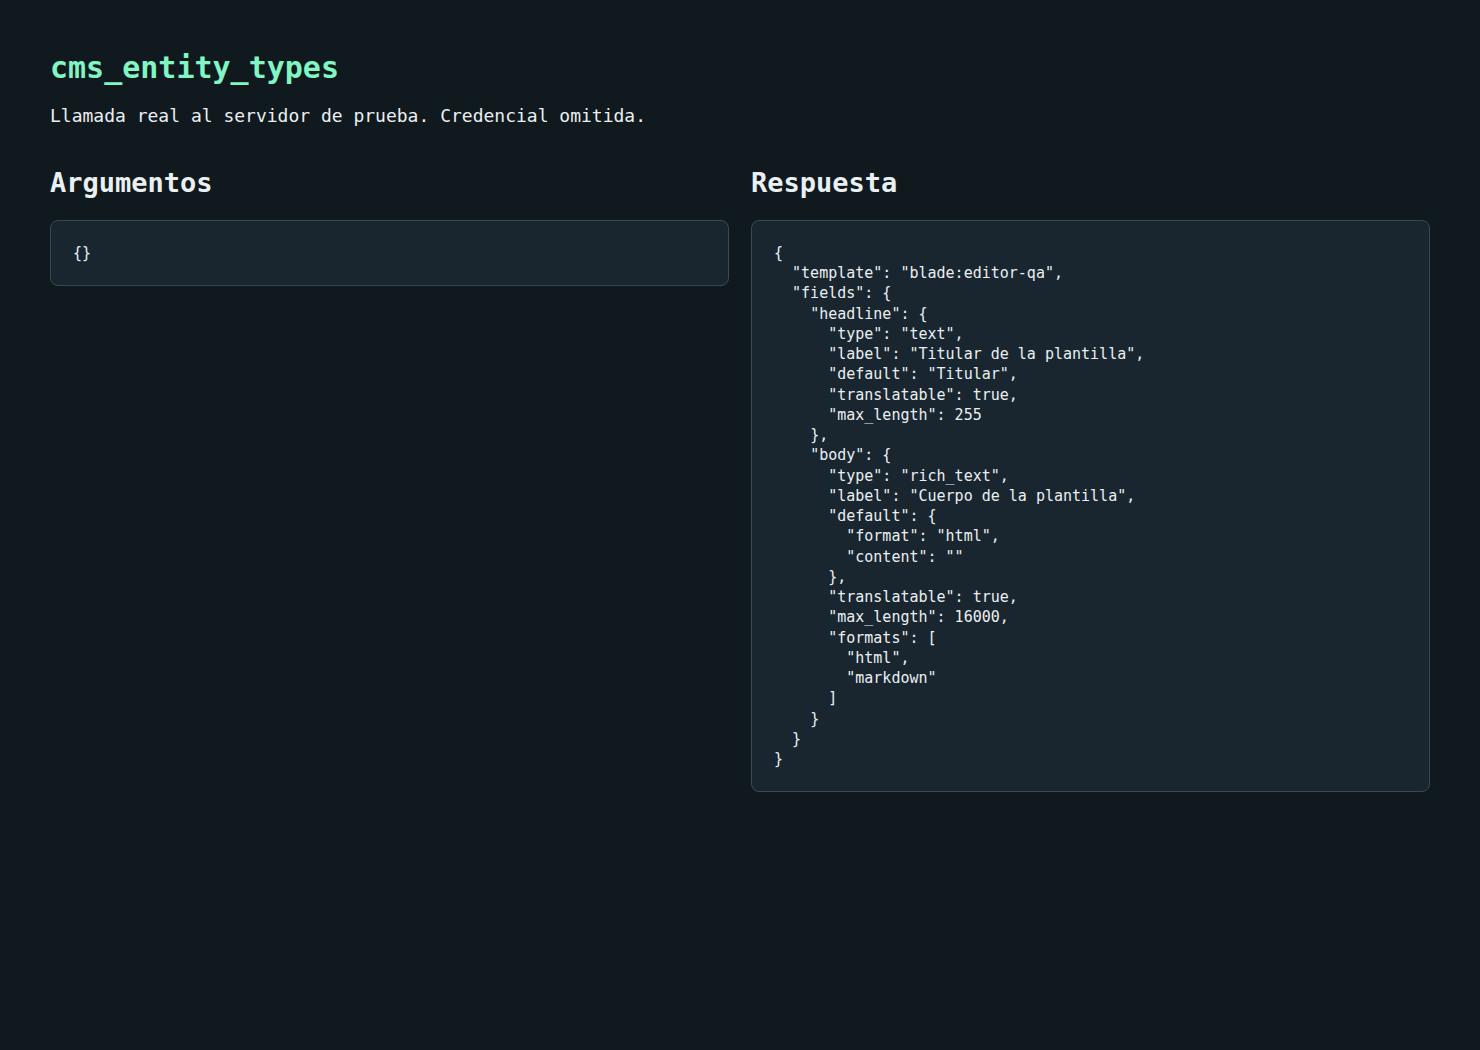 cms_entity_types
Llamada real al servidor de prueba. Credencial omitida.
Argumentos
{}
Respuesta
{
  "template": "blade:editor-qa",
  "fields": {
    "headline": {
      "type": "text",
      "label": "Titular de la plantilla",
      "default": "Titular",
      "translatable": true,
      "max_length": 255
    },
    "body": {
      "type": "rich_text",
      "label": "Cuerpo de la plantilla",
      "default": {
        "format": "html",
        "content": ""
      },
      "translatable": true,
      "max_length": 16000,
      "formats": [
        "html",
        "markdown"
      ]
    }
  }
}